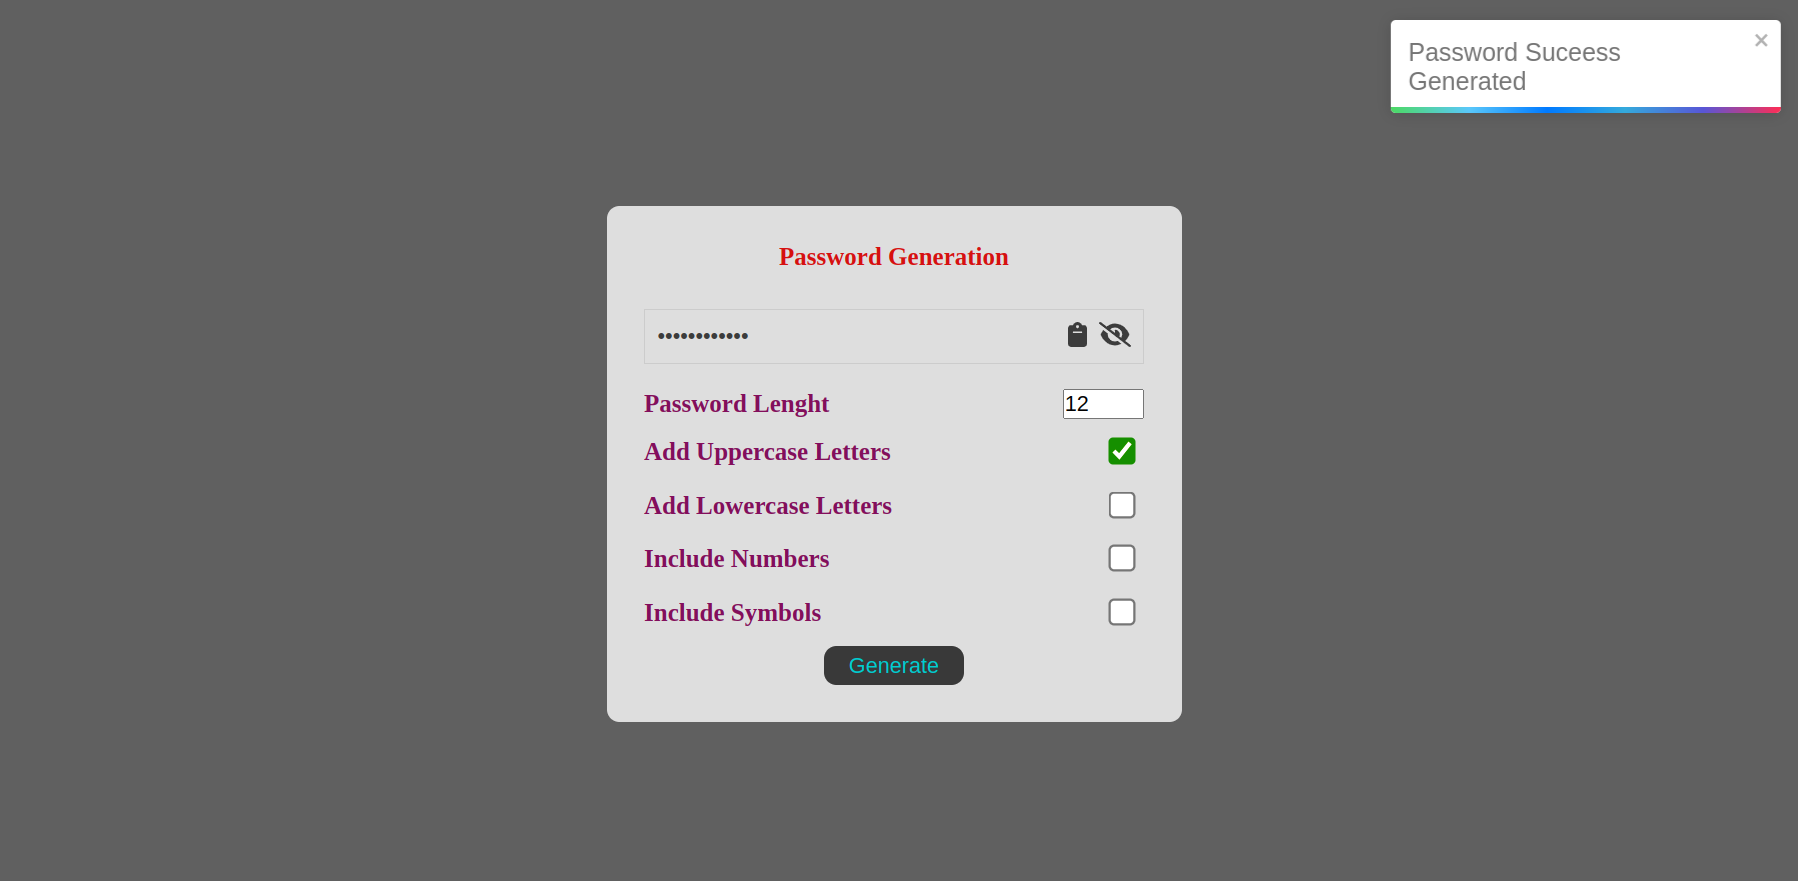 Password Suceess
Generated
×
Password Generation
••••••••••••
Password Lenght
12
Add Uppercase Letters
Add Lowercase Letters
Include Numbers
Include Symbols
Generate